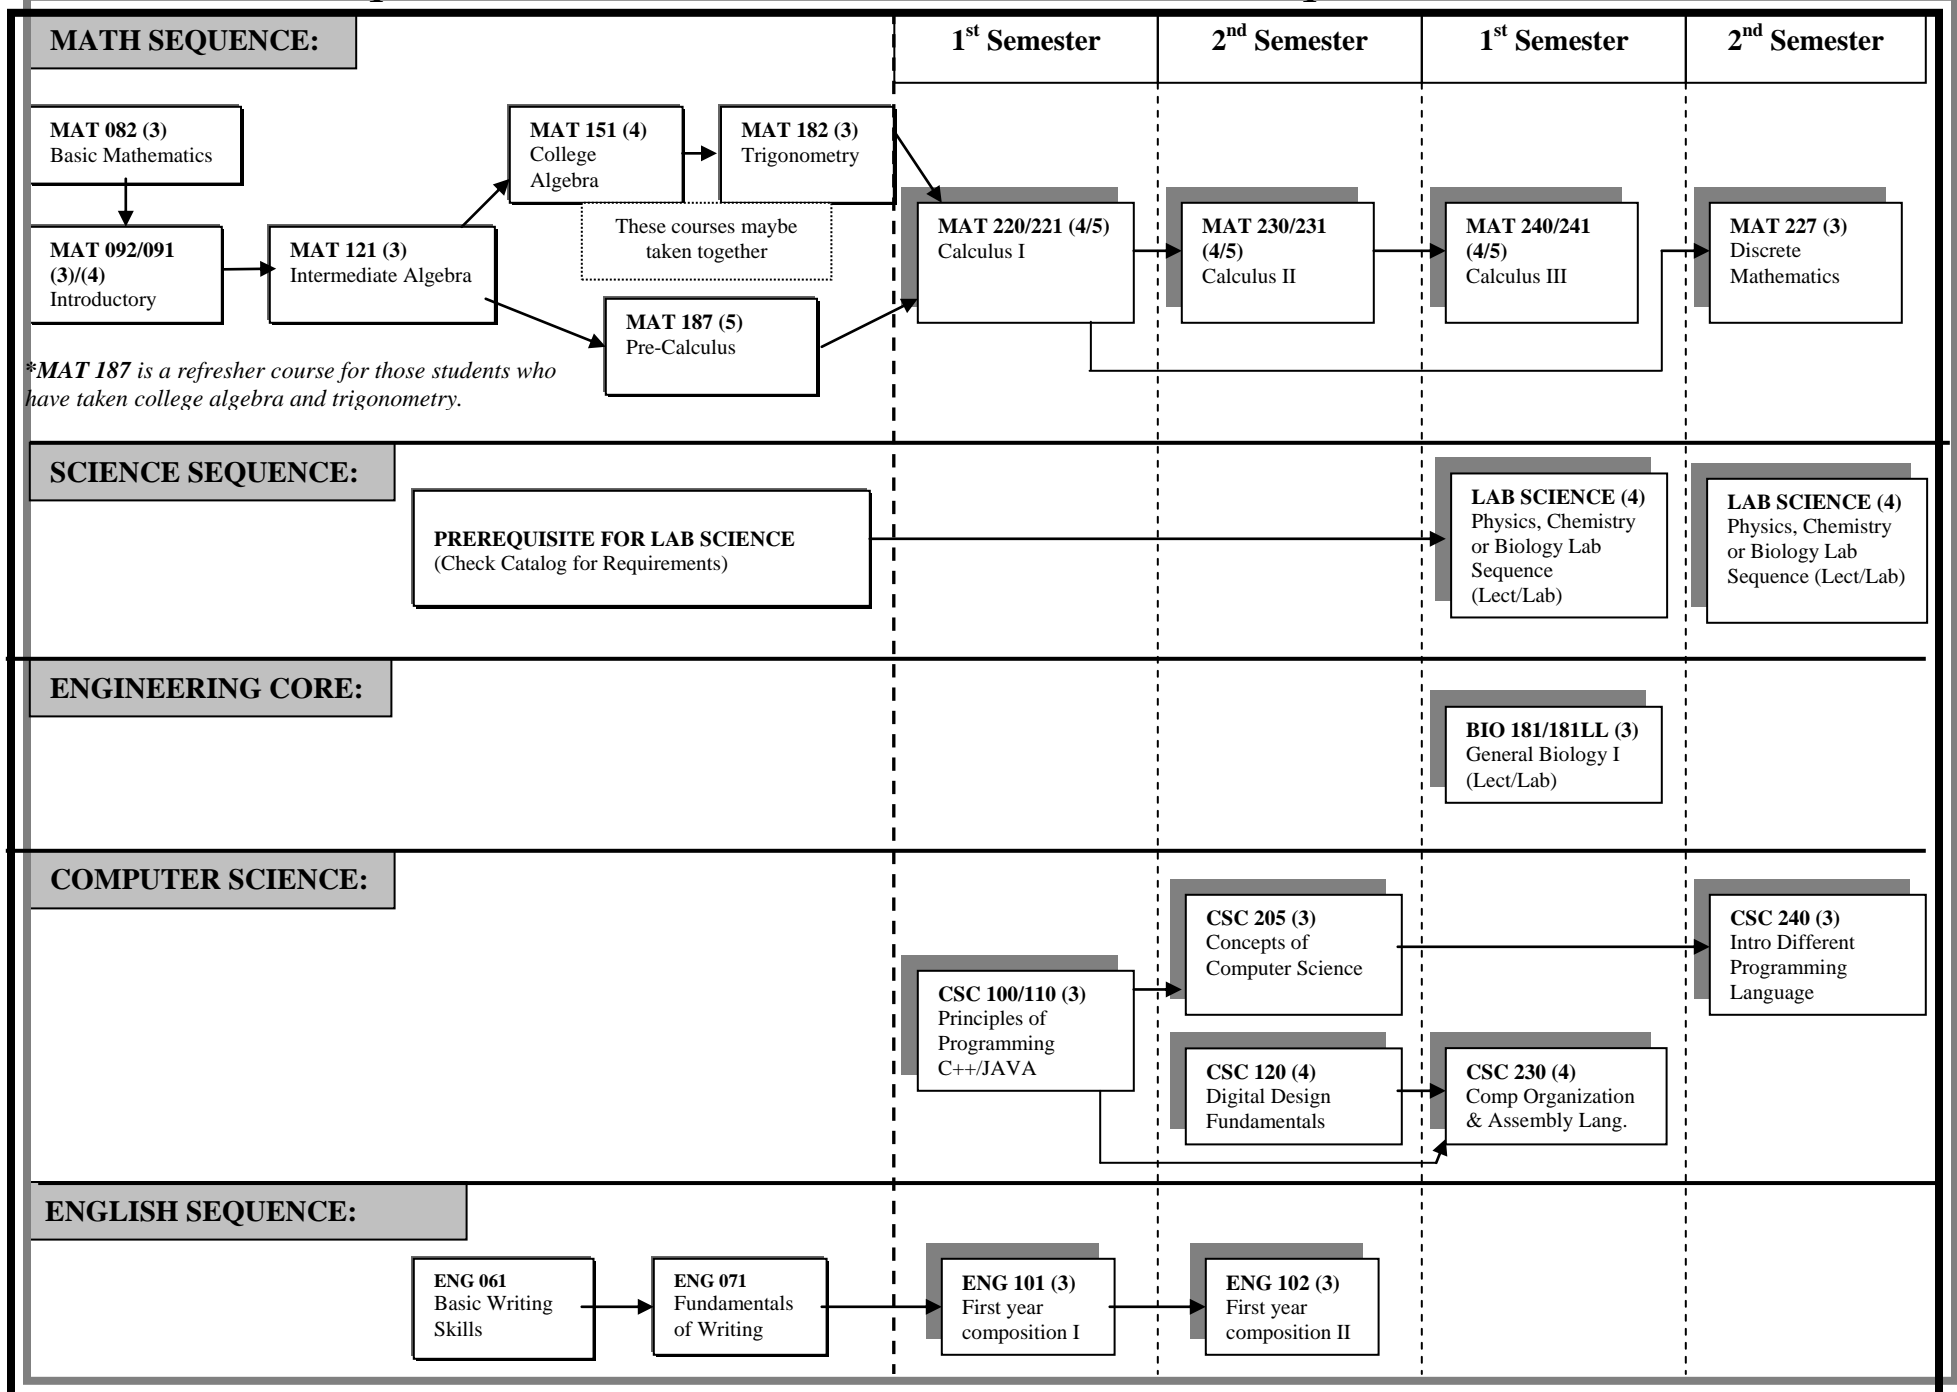 MATH SEQUENCE:
1st Semester
2nd Semester
1st Semester
2nd Semester
MAT 082 (3)
Basic Mathematics
MAT 151 (4)
College
Algebra
MAT 182 (3)
Trigonometry
These courses maybe
taken together
MAT 092/091
(3)/(4)
Introductory
MAT 121 (3)
Intermediate Algebra
MAT 187 (5)
Pre-Calculus
MAT 220/221 (4/5)
Calculus I
MAT 230/231
(4/5)
Calculus II
MAT 240/241
(4/5)
Calculus III
MAT 227 (3)
Discrete
Mathematics
*MAT 187 is a refresher course for those students who
have taken college algebra and trigonometry.
SCIENCE SEQUENCE:
PREREQUISITE FOR LAB SCIENCE
(Check Catalog for Requirements)
LAB SCIENCE (4)
Physics, Chemistry
or Biology Lab
Sequence
(Lect/Lab)
LAB SCIENCE (4)
Physics, Chemistry
or Biology Lab
Sequence (Lect/Lab)
ENGINEERING CORE:
BIO 181/181LL (3)
General Biology I
(Lect/Lab)
COMPUTER SCIENCE:
CSC 100/110 (3)
Principles of
Programming
C++/JAVA
CSC 205 (3)
Concepts of
Computer Science
CSC 120 (4)
Digital Design
Fundamentals
CSC 230 (4)
Comp Organization
& Assembly Lang.
CSC 240 (3)
Intro Different
Programming
Language
ENGLISH SEQUENCE:
ENG 061
Basic Writing
Skills
ENG 071
Fundamentals
of Writing
ENG 101 (3)
First year
composition I
ENG 102 (3)
First year
composition II